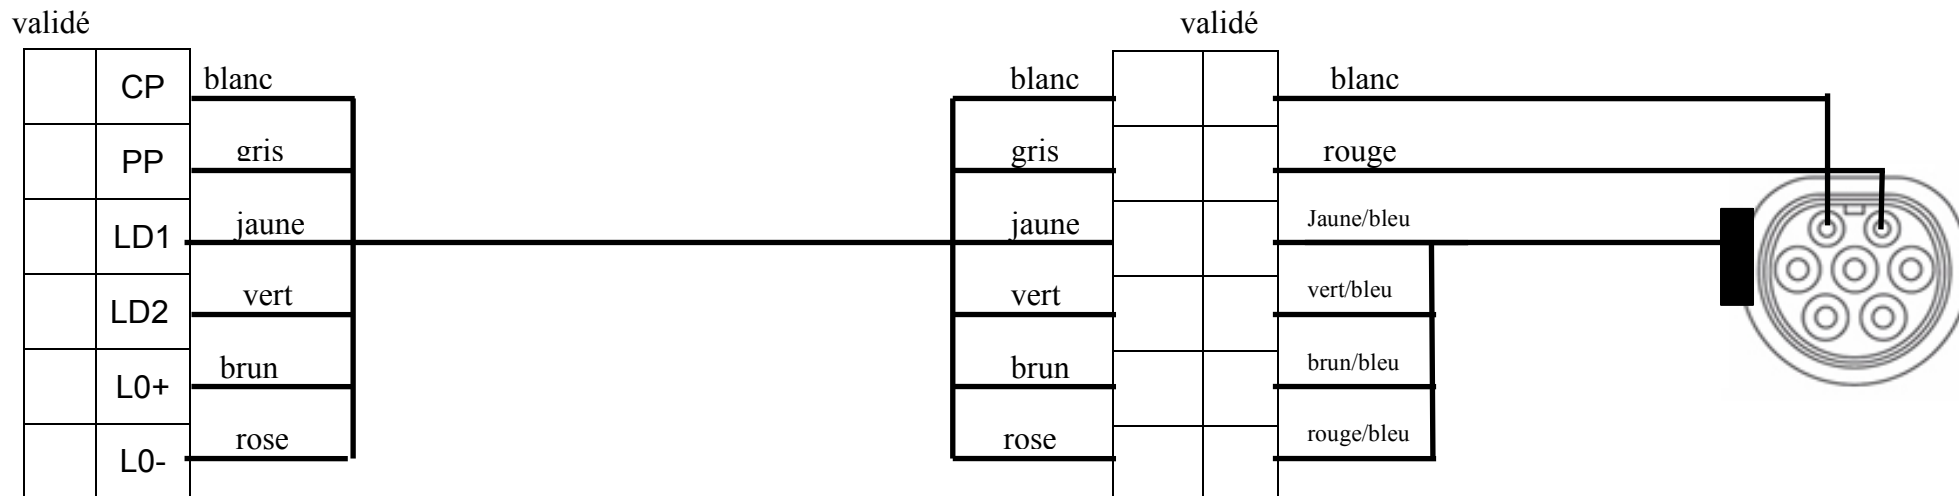 validé validé
CP blanc blanc blanc
PP gris gris rouge
LD1 jaune jaune Jaune/bleu
LD2 vert vert vert/bleu
L0+ brun brun brun/bleu
L0- rose rose rouge/bleu